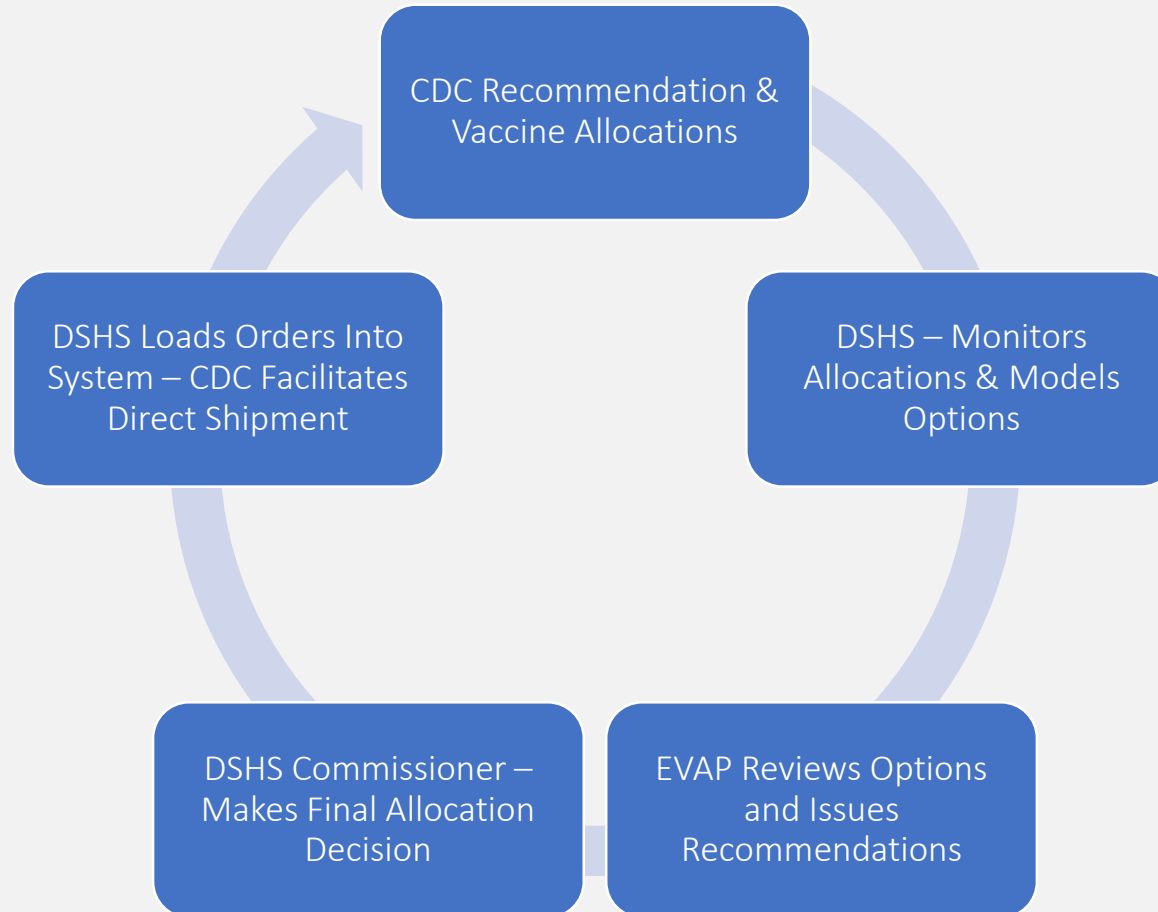 CDC Recommendation &
Vaccine Allocations
DSHS – Monitors
Allocations & Models
Options
EVAP Reviews Options
and Issues
Recommendations
DSHS Commissioner –
Makes Final Allocation
Decision
DSHS Loads Orders Into
System – CDC Facilitates
Direct Shipment